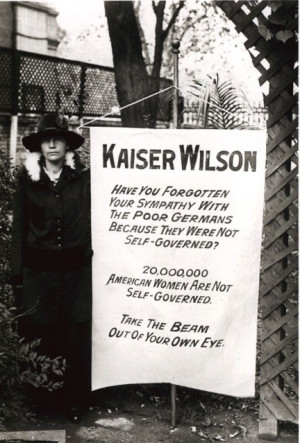 KAISER WILSON
HAVE YOU FORGOTTEN
YOUR SYMPATHY WITH
THE POOR GERMANS
BECAUSE THEY WERE NOT
SELF-GOVERNED?
20,000,000
AMERICAN WOMEN ARE NOT
SELF-GOVERNED.
TAKE THE BEAM
OUT OF YOUR OWN EYE.